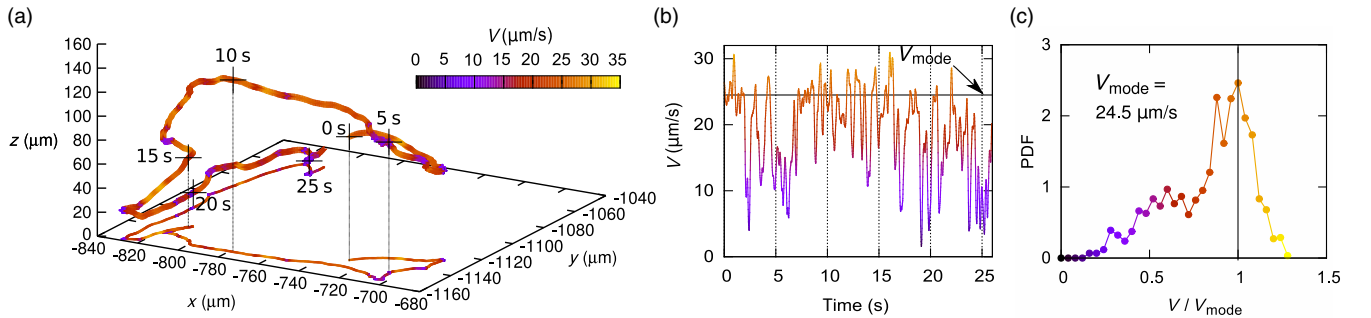 (a)
V (μm/s)
0 5 10 15 20 25 30 35
160
140
120
100
80
60
40
20
0
z (μm)
10 s
0 s
5 s
15 s
20 s
25 s
-840
-820
-800
-780
-760
-740
-720
-700
-680
x (μm)
-1160
-1140
-1120
-1100
-1080
-1060
-1040
y (μm)
(b)
30
20
10
0
V (μm/s)
Vmode
0 5 10 15 20 25
Time (s)
(c)
3
2
1
0
PDF
Vmode =
24.5 μm/s
0 0.5 1 1.5
V / Vmode